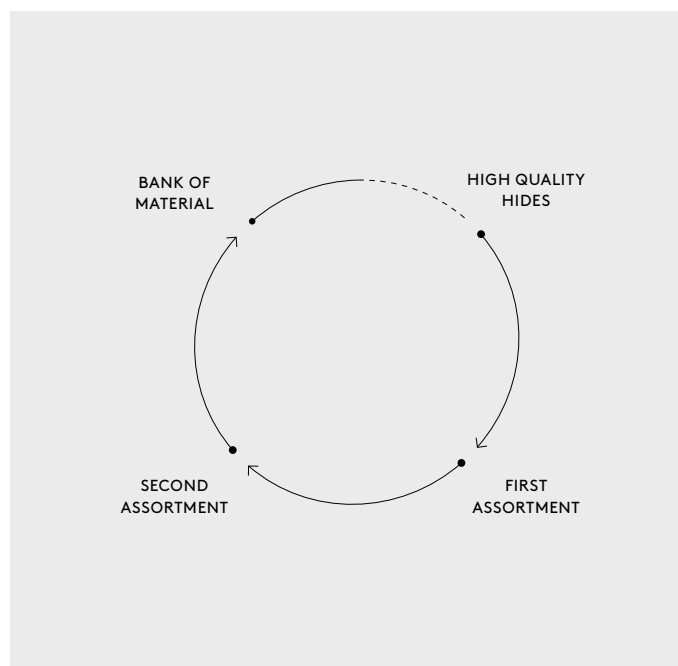 BANK OF
MATERIAL
HIGH QUALITY
HIDES
SECOND
ASSORTMENT
FIRST
ASSORTMENT